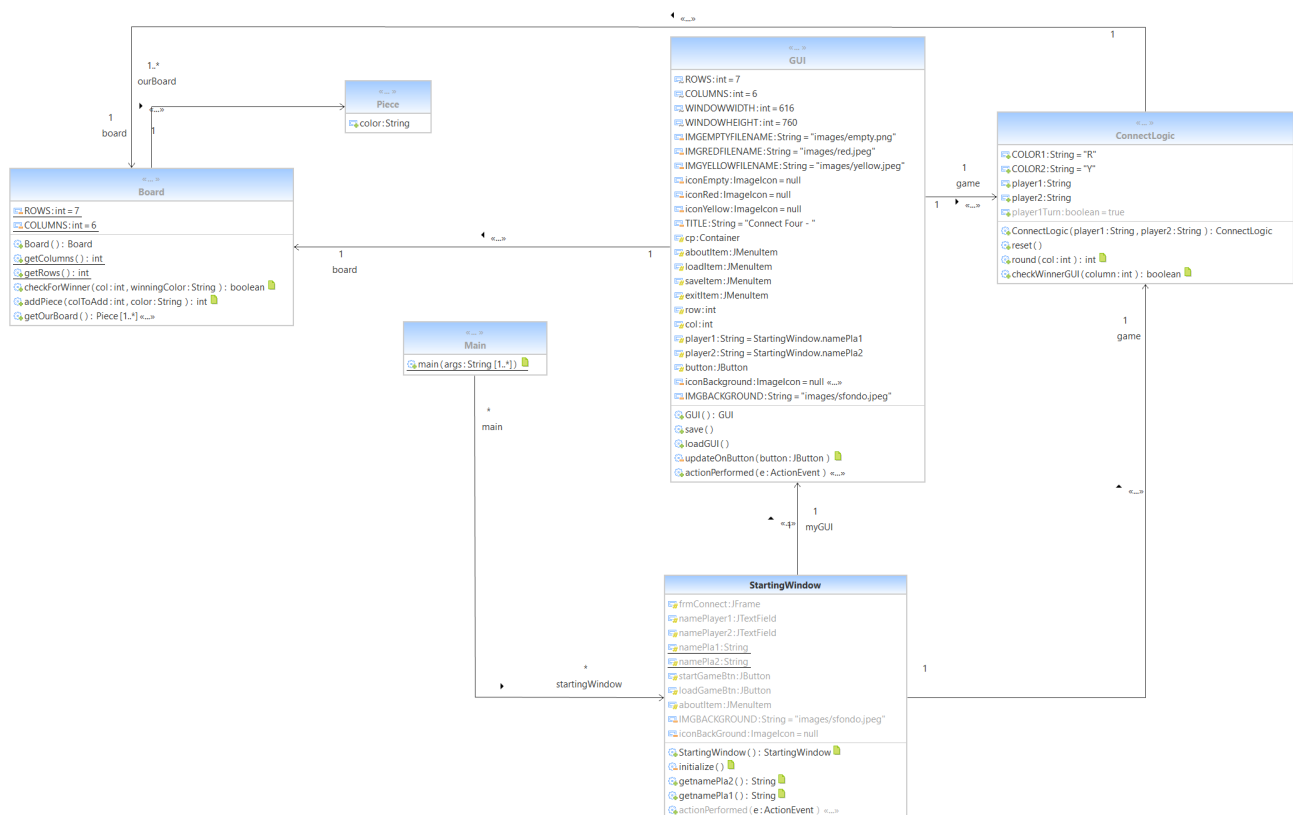 «...»
1
1..*
ourBoard
1
board
«...»
1
«... »
Piece
color:String
«... »
Board
ROWS:int = 7
COLUMNS:int = 6
Board ( ) : Board
getColumns ( ) : int
getRows ( ) : int
checkForWinner (col:int , winningColor:String ) : boolean
addPiece (colToAdd:int , color:String ) : int
getOurBoard ( ) : Piece [1..*] «...»
«... »
GUI
ROWS:int = 7
COLUMNS:int = 6
WINDOWWIDTH:int = 616
WINDOWHEIGHT:int = 760
IMGEMPTYFILENAME:String = "images/empty.png"
IMGREDFILENAME:String = "images/red.jpeg"
IMGYELLOWFILENAME:String = "images/yellow.jpeg"
iconEmpty:ImageIcon = null
iconRed:ImageIcon = null
iconYellow:ImageIcon = null
TITLE:String = "Connect Four - "
cp:Container
aboutItem:JMenuItem
loadItem:JMenuItem
saveItem:JMenuItem
exitItem:JMenuItem
row:int
col:int
player1:String = StartingWindow.namePla1
player2:String = StartingWindow.namePla2
button:JButton
iconBackground:ImageIcon = null «...»
IMGBACKGROUND:String = "images/sfondo.jpeg"
GUI ( ) : GUI
save ( )
loadGUI ( )
updateOnButton (button:JButton )
actionPerformed (e:ActionEvent ) «...»
«... »
ConnectLogic
COLOR1:String = "R"
COLOR2:String = "Y"
player1:String
player2:String
player1Turn:boolean = true
ConnectLogic (player1:String , player2:String ) : ConnectLogic
reset ( )
round (col:int ) : int
checkWinnerGUI (column:int ) : boolean
1
game
1
«...»
«...»
1
board
1
«... »
Main
main (args:String [1..*] )
*
main
*
startingWindow
1
game
«...»
1
1
myGUI
«...»
1
StartingWindow
frmConnect:JFrame
namePlayer1:JTextField
namePlayer2:JTextField
namePla1:String
namePla2:String
startGameBtn:JButton
loadGameBtn:JButton
aboutItem:JMenuItem
IMGBACKGROUND:String = "images/sfondo.jpeg"
iconBackGround:ImageIcon = null
StartingWindow ( ) : StartingWindow
initialize ( )
getnamePla2 ( ) : String
getnamePla1 ( ) : String
actionPerformed (e:ActionEvent ) «...»